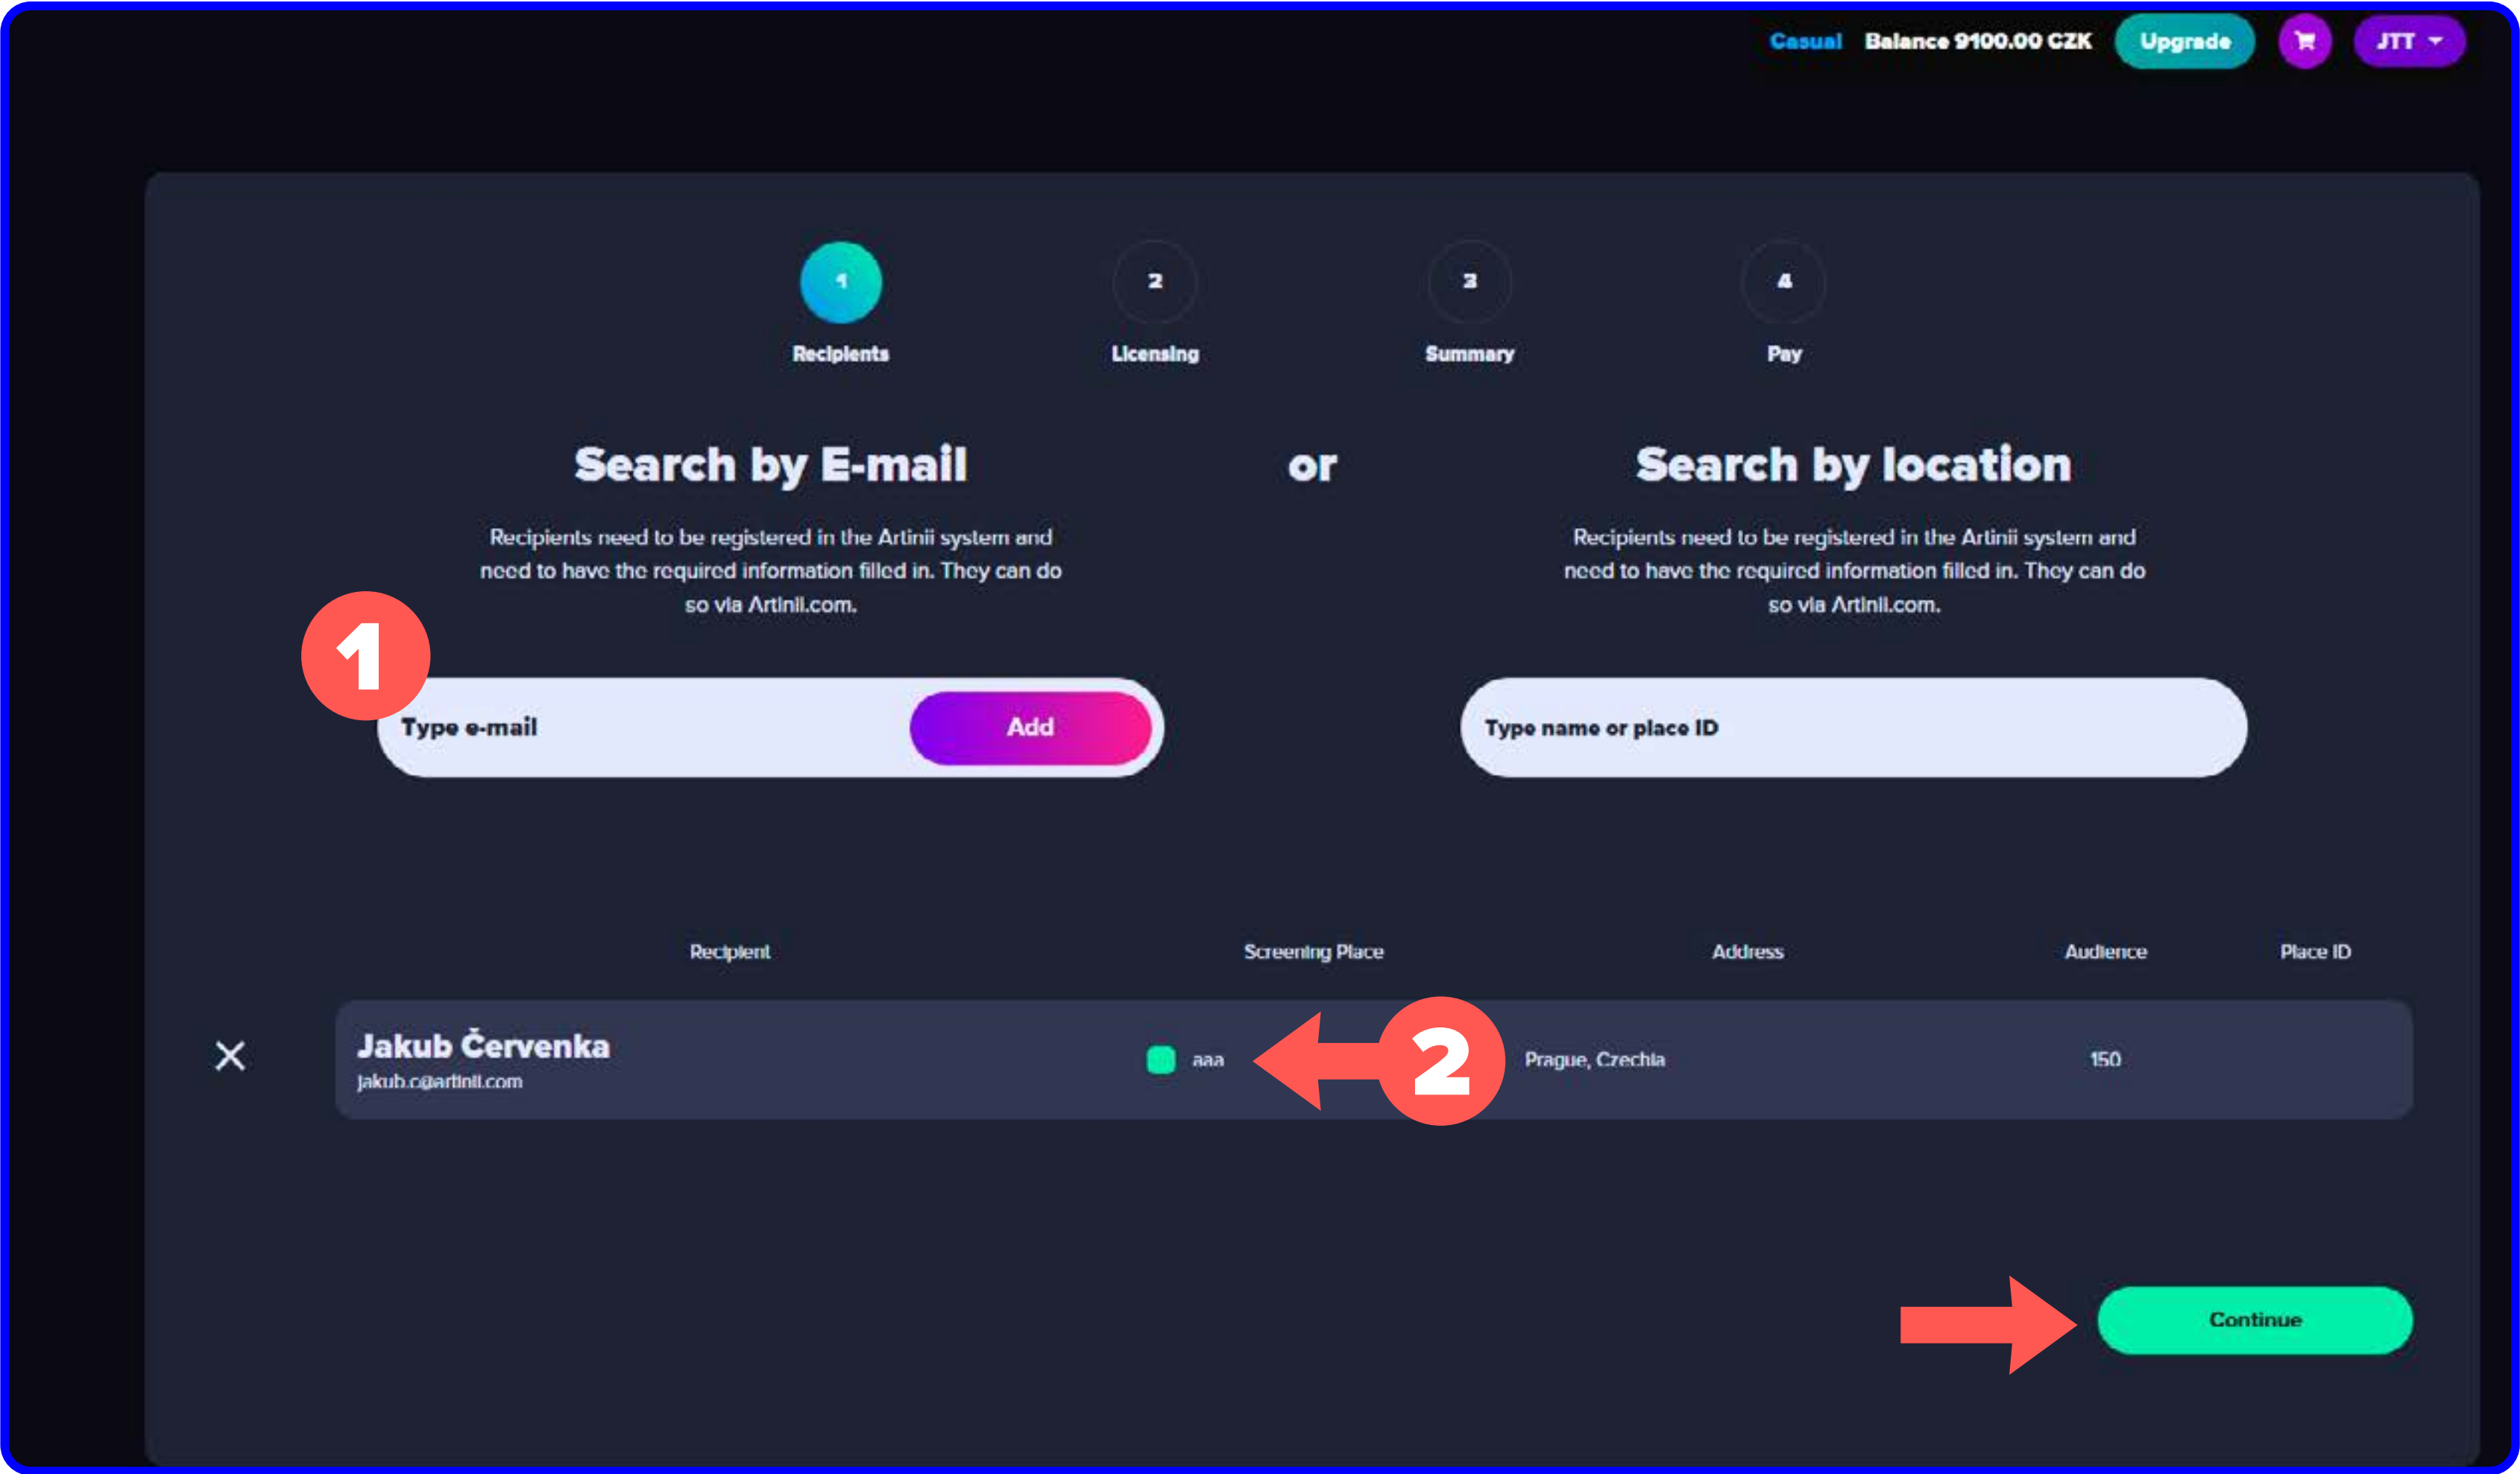 Casual Balance 9100.00 CZK Upgrade JTT
1 2 3 4
Recipients Licensing Summary Pay
Search by E-mail or Search by location
Recipients need to be registered in the Artinii system and
need to have the required information filled in. They can do
so via Artinii.com.
Recipients need to be registered in the Artinii system and
need to have the required information filled in. They can do
so via Artinii.com.
1
Type e-mail Add
Type name or place ID
Recipient Screening Place Address Audience Place ID
Jakub Červenka
jakub.c@artinii.com
aaa 2 Prague, Czechia 150
Continue